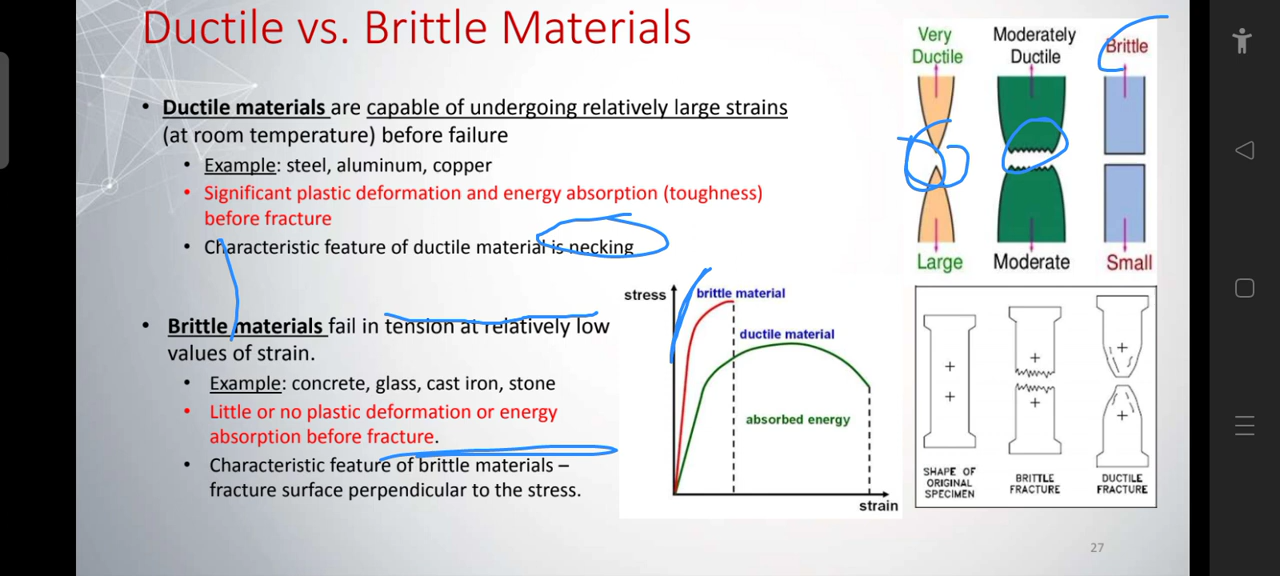 Ductile vs. Brittle Materials
• Ductile materials are capable of undergoing relatively large strains
(at room temperature) before failure
• Example: steel, aluminum, copper
• Significant plastic deformation and energy absorption (toughness)
before fracture
• Characteristic feature of ductile material is necking
• Brittle materials fail in tension at relatively low
values of strain.
• Example: concrete, glass, cast iron, stone
• Little or no plastic deformation or energy
absorption before fracture.
• Characteristic feature of brittle materials –
fracture surface perpendicular to the stress.
stress
brittle material
ductile material
absorbed energy
strain
Very
Ductile
Moderately
Ductile
Brittle
Large
Moderate
Small
SHAPE OF
ORIGINAL
SPECIMEN
BRITTLE
FRACTURE
DUCTILE
FRACTURE
27